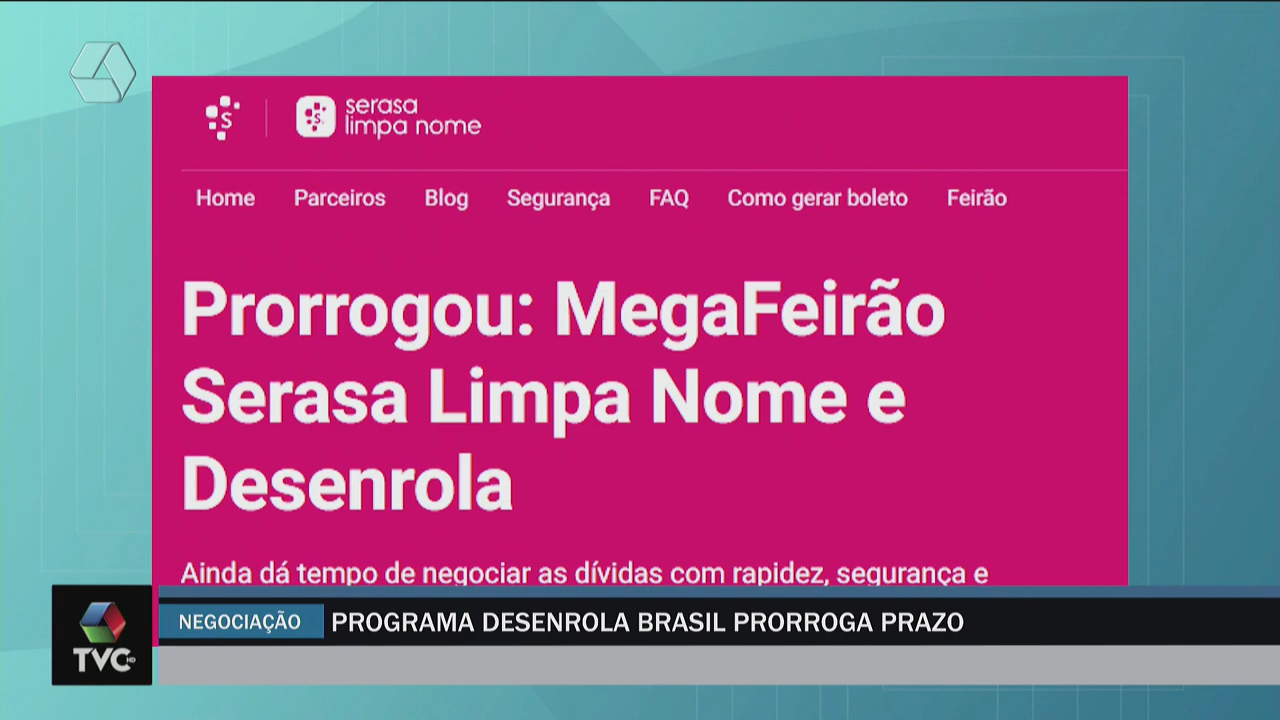 serasa
limpa nome
Home Parceiros Blog Segurança FAQ Como gerar boleto Feirão
Prorrogou: MegaFeirão
Serasa Limpa Nome e
Desenrola
Ainda dá tempo de negociar as dívidas com rapidez, segurança e
NEGOCIAÇÃO PROGRAMA DESENROLA BRASIL PRORROGA PRAZO
TVC HD